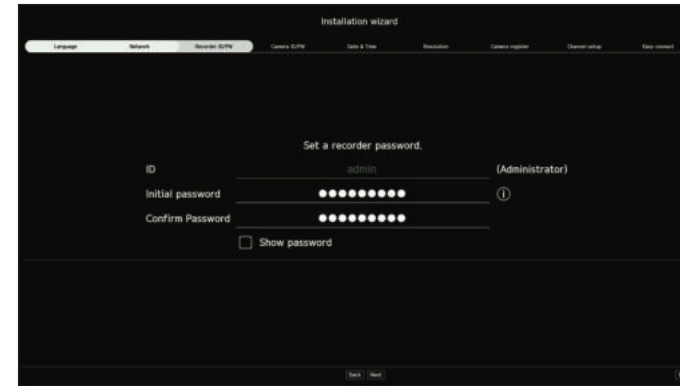 Installation wizard
Language Network Recorder ID/PW Camera ID/PW Date & Time Resolution Camera register Channel setup Easy connect
Set a recorder password.
ID admin (Administrator)
Initial password ●●●●●●●●●
Confirm Password ●●●●●●●●●
Show password
Back Next